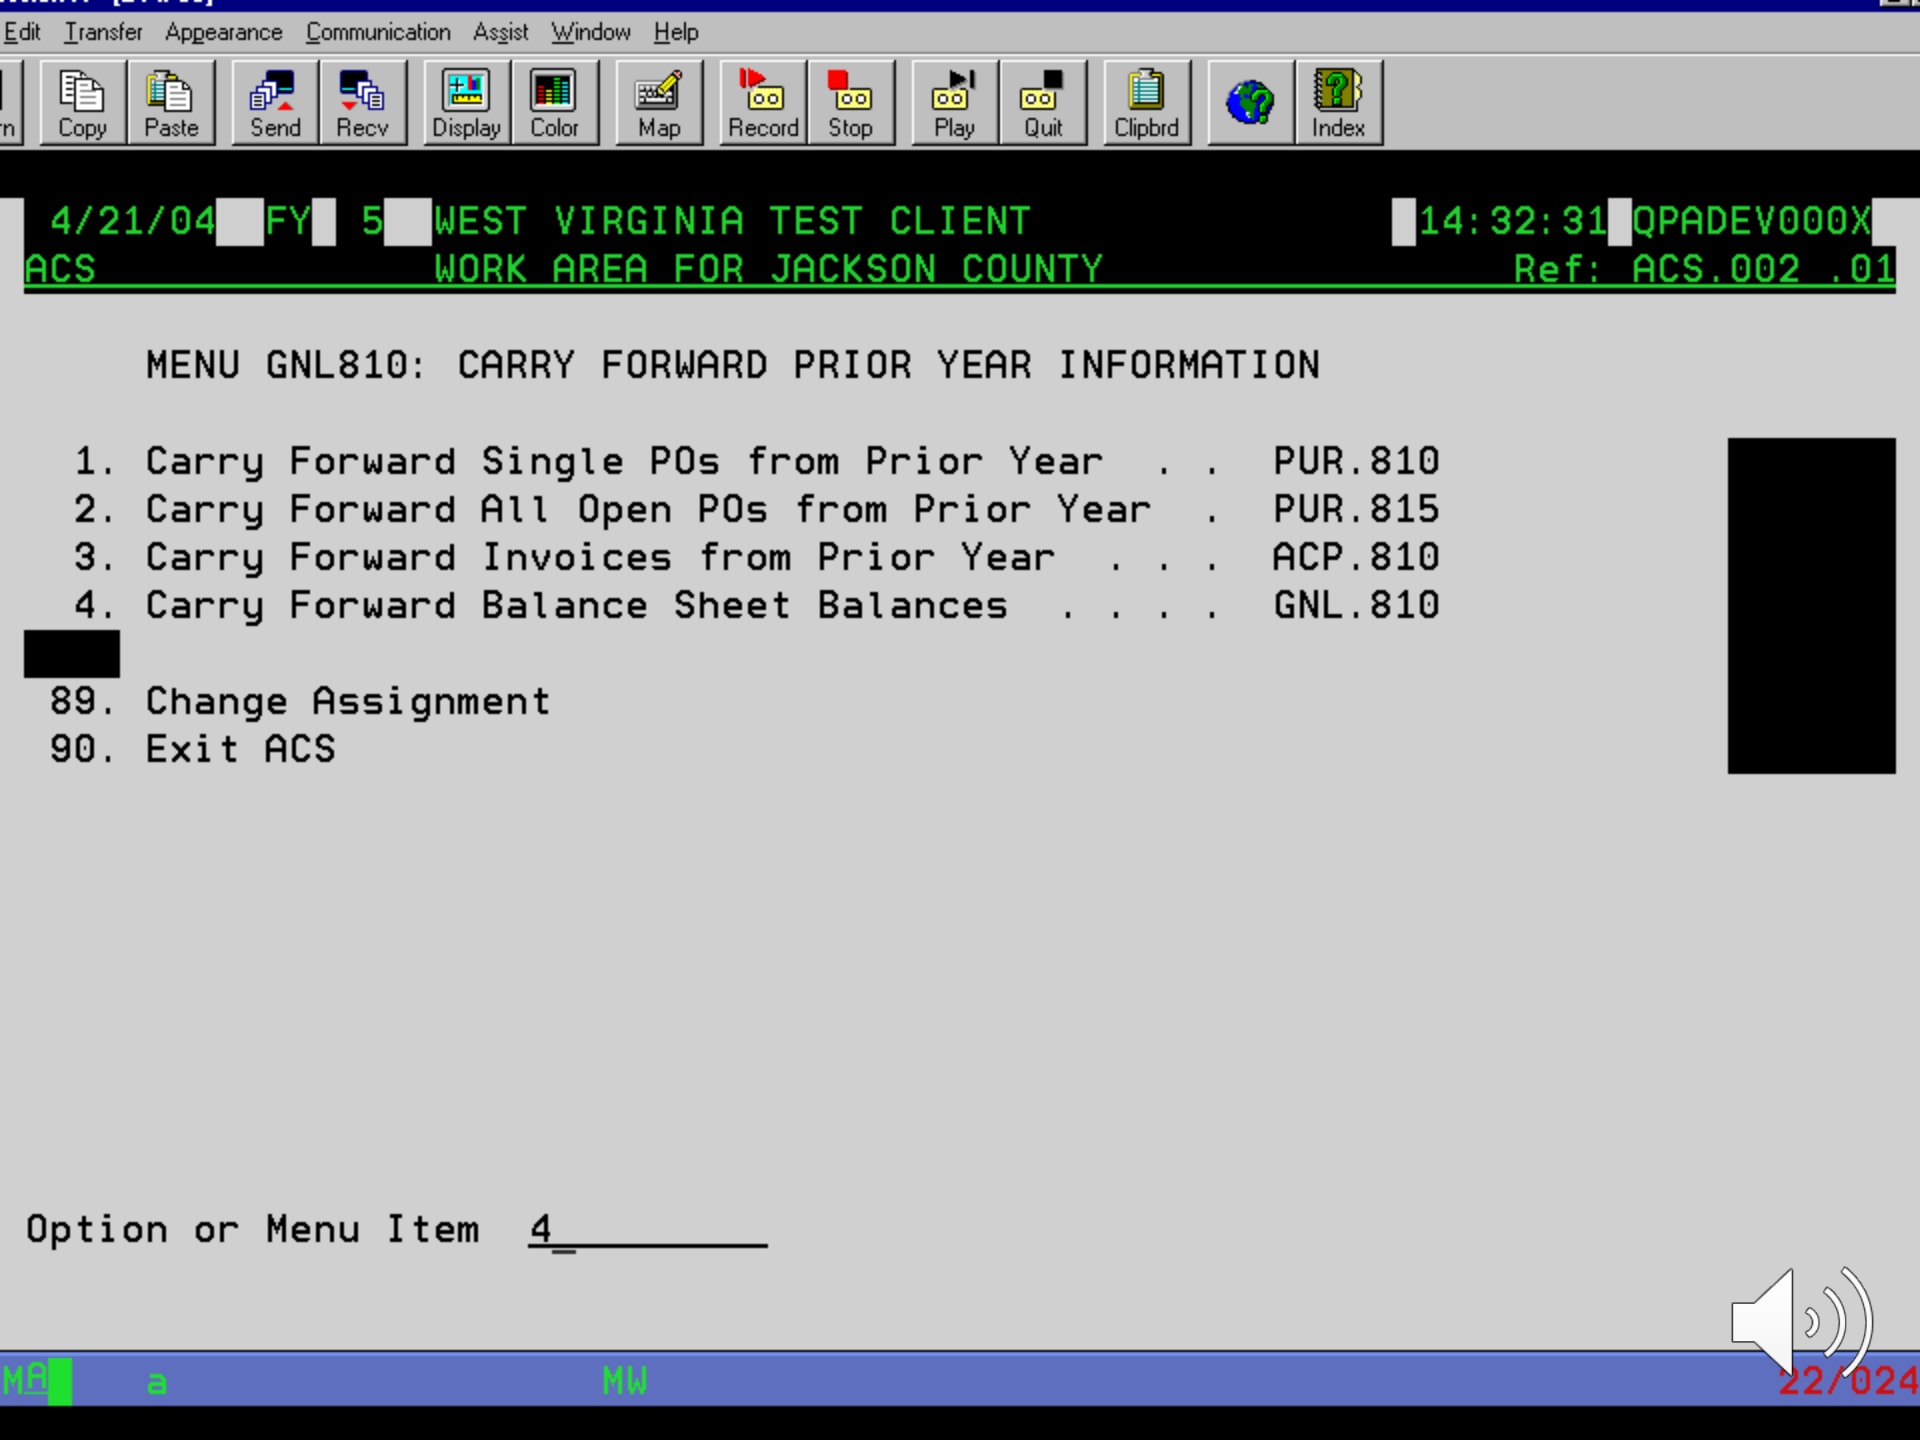 Edit Transfer Appearance Communication Assist Window Help
Copy Paste Send Recv Display Color Map Record Stop Play Quit Clipbrd Index
4/21/04 FY 5 WEST VIRGINIA TEST CLIENT 14:32:31 QPADEV000X
ACS WORK AREA FOR JACKSON COUNTY Ref: ACS.002 .01
MENU GNL810: CARRY FORWARD PRIOR YEAR INFORMATION
1. Carry Forward Single POs from Prior Year . . PUR.810
2. Carry Forward All Open POs from Prior Year . PUR.815
3. Carry Forward Invoices from Prior Year . . . ACP.810
4. Carry Forward Balance Sheet Balances . . . . GNL.810
89. Change Assignment
90. Exit ACS
Option or Menu Item 4_
MA a MW 22/024